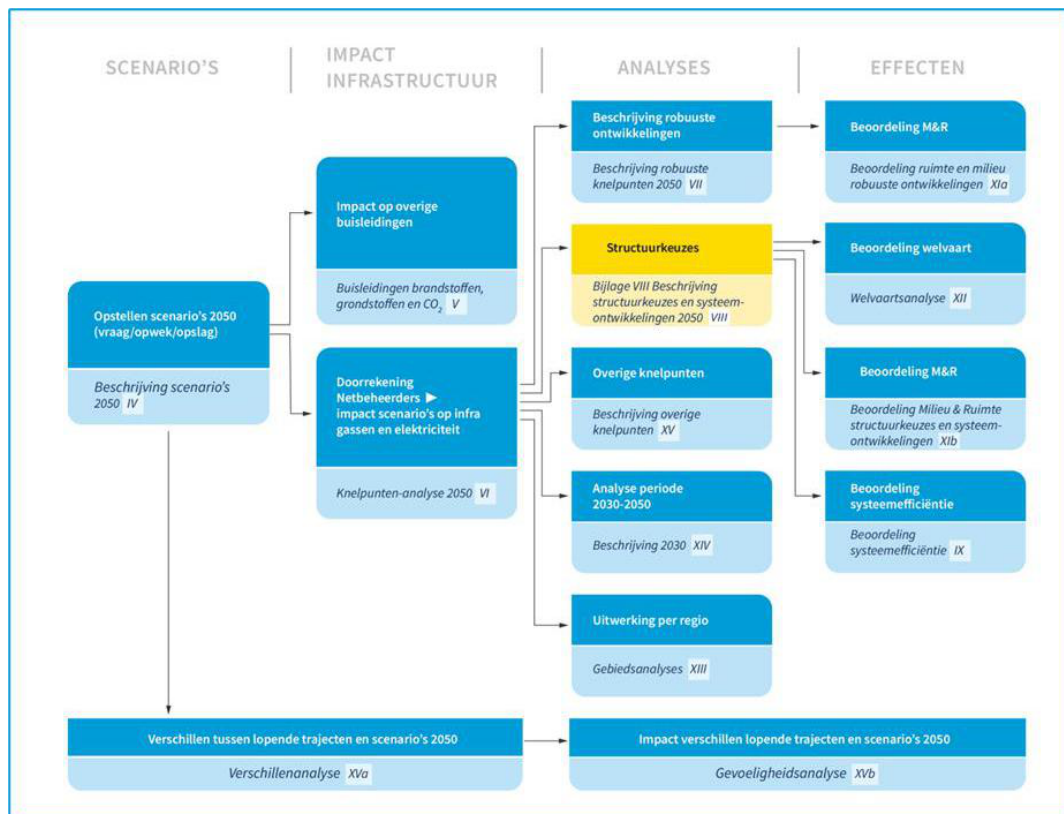 SCENARIO'S
IMPACT
INFRASTRUCTUUR
ANALYSES
EFFECTEN
Opstellen scenario's 2050
(vraag/opwek/opslag)
Beschrijving scenario's
2050 IV
Impact op overige
buisleidingen
Buisleidingen brandstoffen,
grondstoffen en CO₂ V
Doorrekening
Netbeheerders ▶
impact scenario's op infra
gassen en elektriciteit
Knelpunten-analyse 2050 VI
Beschrijving robuuste
ontwikkelingen
Beschrijving robuuste
knelpunten 2050 VII
Structuurkeuzes
Bijlage VIII Beschrijving
structuurkeuzes en systeem-
ontwikkelingen 2050 VIII
Overige knelpunten
Beschrijving overige
knelpunten XV
Analyse periode
2030-2050
Beschrijving 2030 XIV
Uitwerking per regio
Gebiedsanalyses XIII
Beoordeling M&R
Beoordeling ruimte en milieu
robuuste ontwikkelingen XIa
Beoordeling welvaart
Welvaartsanalyse XII
Beoordeling M&R
Beoordeling Milieu & Ruimte
structuurkeuzes en systeem-
ontwikkelingen XIb
Beoordeling
systeemefficiëntie
Beoordeling
systeemefficiëntie IX
Verschillen tussen lopende trajecten en scenario's 2050
Verschillenanalyse XVa
Impact verschillen lopende trajecten en scenario's 2050
Gevoeligheidsanalyse XVb